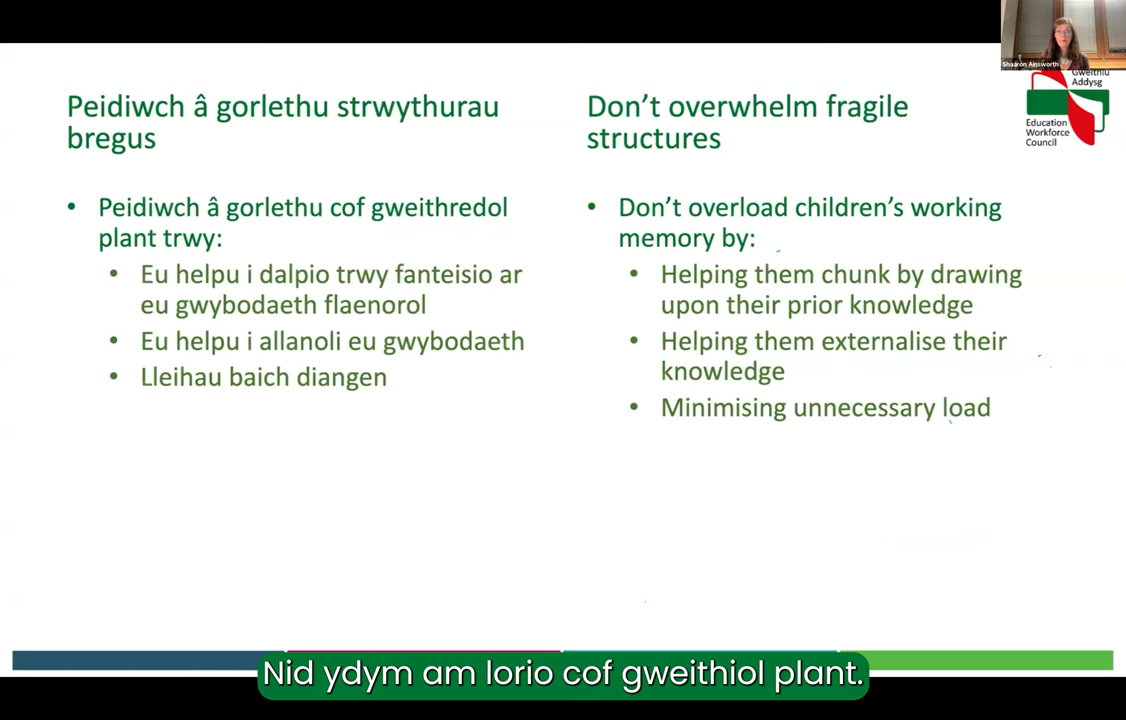 Shaaron Ainsworth
Gweithlu
Addysg
Education
Workforce
Council
Peidiwch â gorlethu strwythurau
bregus
• Peidiwch â gorlethu cof gweithredol
plant trwy:
• Eu helpu i dalpio trwy fanteisio ar
eu gwybodaeth flaenorol
• Eu helpu i allanoli eu gwybodaeth
• Lleihau baich diangen
Don’t overwhelm fragile
structures
• Don’t overload children’s working
memory by:
• Helping them chunk by drawing
upon their prior knowledge
• Helping them externalise their
knowledge
• Minimising unnecessary load
Nid ydym am lorio cof gweithiol plant.